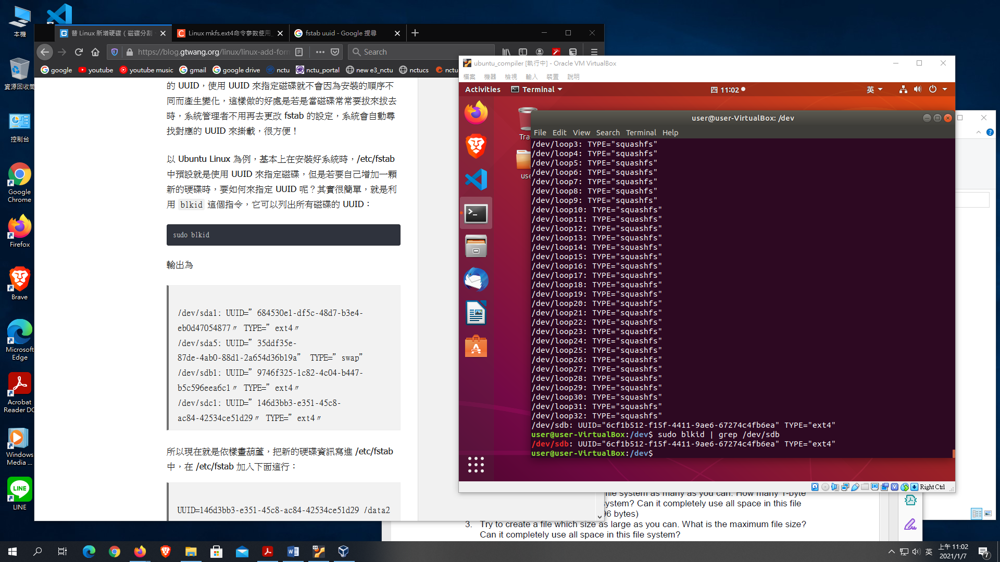 本機
資源回收筒
控制台
Google Chrome
Firefox
Brave
Microsoft Edge
Acrobat
Reader DC
Windows
Media ...
LINE
替 Linux 新增硬碟（磁碟分割
Linux mkfs.ext4命令參數使用
fstab uuid - Google 搜尋
https://blog.gtwang.org/linux/linux-add-form
Search
google
youtube
youtube music
gmail
google drive
nctu
nctu_portal
new e3_nctu
nctucs
nctu
的 UUID，使用 UUID 來指定磁碟就不會因為安裝的順序不
同而產生變化，這樣做的好處是若是當磁碟常常要拔來拔去
時，系統管理者不用再去更改 fstab 的設定，系統會自動尋
找對應的 UUID 來掛載，很方便！
以 Ubuntu Linux 為例，基本上在安裝好系統時，/etc/fstab
中預設就是使用 UUID 來指定磁碟，但是若要自己增加一顆
新的硬碟時，要如何來指定 UUID 呢？其實很簡單，就是利
用 blkid 這個指令，它可以列出所有磁碟的 UUID：
sudo blkid
輸出為
/dev/sda1: UUID=”684530e1-df5c-48d7-b3e4-
eb0d47054877〃 TYPE=”ext4〃
/dev/sda5: UUID=”35ddf35e-
87de-4ab0-88d1-2a654d36b19a” TYPE=”swap”
/dev/sdb1: UUID=”9746f325-1c82-4c04-b447-
b5c596eea6c1〃 TYPE=”ext4〃
/dev/sdc1: UUID=”146d3bb3-e351-45c8-
ac84-42534ce51d29〃 TYPE=”ext4〃
所以現在就是依樣畫葫蘆，把新的硬碟資訊寫進 /etc/fstab
中，在 /etc/fstab 加入下面這行：
UUID=146d3bb3-e351-45c8-ac84-42534ce51d29 /data2
ubuntu_compiler [執行中] - Oracle VM VirtualBox
檔案 機器 檢視 輸入 裝置 說明
Activities
Terminal
四 11:02
英
user@user-VirtualBox: /dev
File Edit View Search Terminal Help
/dev/loop3: TYPE="squashfs"
/dev/loop4: TYPE="squashfs"
/dev/loop5: TYPE="squashfs"
/dev/loop6: TYPE="squashfs"
/dev/loop7: TYPE="squashfs"
/dev/loop8: TYPE="squashfs"
/dev/loop9: TYPE="squashfs"
/dev/loop10: TYPE="squashfs"
/dev/loop11: TYPE="squashfs"
/dev/loop12: TYPE="squashfs"
/dev/loop13: TYPE="squashfs"
/dev/loop14: TYPE="squashfs"
/dev/loop15: TYPE="squashfs"
/dev/loop16: TYPE="squashfs"
/dev/loop17: TYPE="squashfs"
/dev/loop18: TYPE="squashfs"
/dev/loop19: TYPE="squashfs"
/dev/loop20: TYPE="squashfs"
/dev/loop21: TYPE="squashfs"
/dev/loop22: TYPE="squashfs"
/dev/loop23: TYPE="squashfs"
/dev/loop24: TYPE="squashfs"
/dev/loop25: TYPE="squashfs"
/dev/loop26: TYPE="squashfs"
/dev/loop27: TYPE="squashfs"
/dev/loop28: TYPE="squashfs"
/dev/loop29: TYPE="squashfs"
/dev/loop30: TYPE="squashfs"
/dev/loop31: TYPE="squashfs"
/dev/loop32: TYPE="squashfs"
/dev/sdb: UUID="6cf1b512-f15f-4411-9ae6-67274c4fb6ea" TYPE="ext4"
user@user-VirtualBox:/dev$ sudo blkid | grep /dev/sdb
/dev/sdb: UUID="6cf1b512-f15f-4411-9ae6-67274c4fb6ea" TYPE="ext4"
user@user-VirtualBox:/dev$
Tra
use
Right Ctrl
file system as many as you can. How many 1-byte
system? Can it completely use all space in this file
96 bytes)
3. Try to create a file which size as large as you can. What is the maximum file size?
Can it completely use all space in this file system?
英
上午 11:02
2021/1/7
7